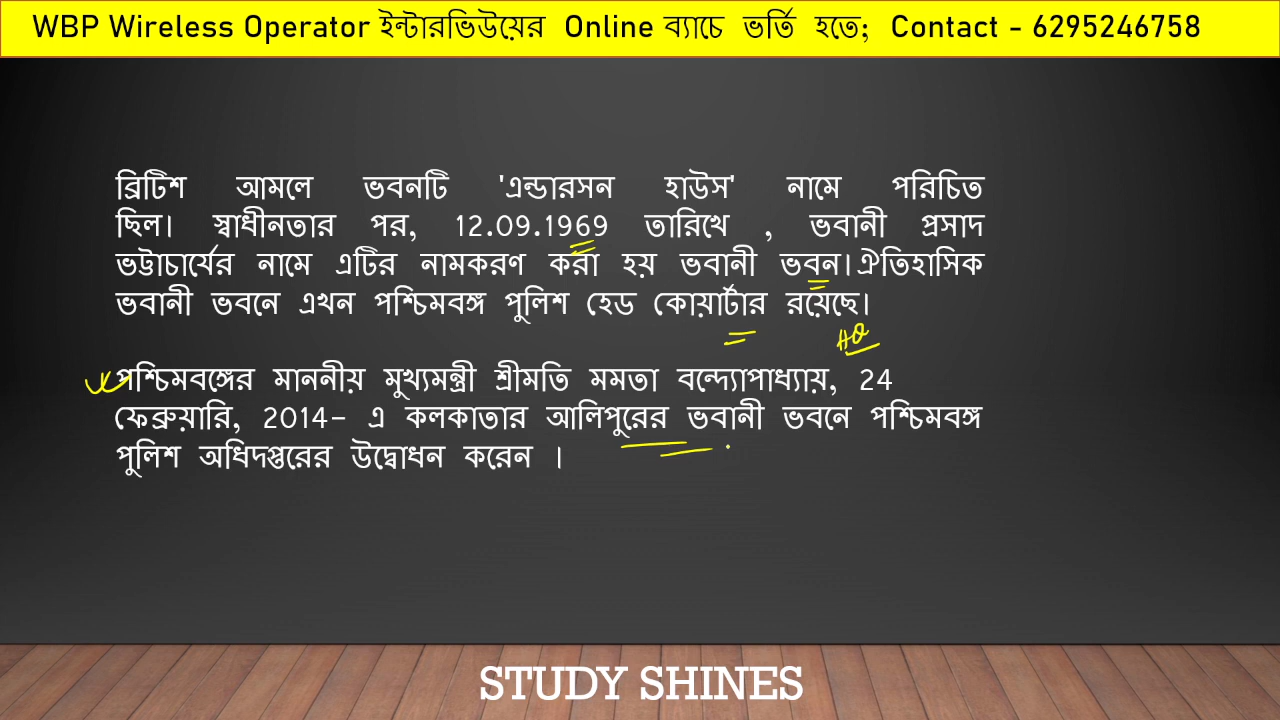 WBP Wireless Operator ইন্টারভিউয়ের Online ব্যাচে ভর্তি হতে; Contact - 6295246758
ব্রিটিশ আমলে ভবনটি 'এন্ডারসন হাউস' নামে পরিচিত
ছিল। স্বাধীনতার পর, 12.09.1969 তারিখে , ভবানী প্রসাদ
ভট্টাচার্যের নামে এটির নামকরণ করা হয় ভবানী ভবন। ঐতিহাসিক
ভবানী ভবনে এখন পশ্চিমবঙ্গ পুলিশ হেড কোয়ার্টার রয়েছে।
HQ
পশ্চিমবঙ্গের মাননীয় মুখ্যমন্ত্রী শ্রীমতি মমতা বন্দ্যোপাধ্যায়, 24
ফেব্রুয়ারি, 2014– এ কলকাতার আলিপুরের ভবানী ভবনে পশ্চিমবঙ্গ
পুলিশ অধিদপ্তরের উদ্বোধন করেন ।
STUDY SHINES